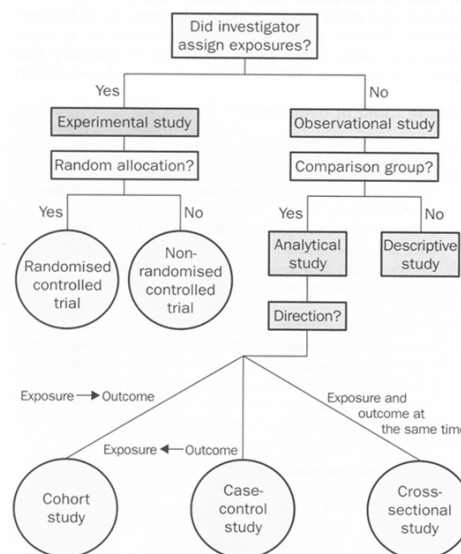 Did investigator
assign exposures?
Yes
No
Experimental study
Observational study
Random allocation?
Comparison group?
Yes
No
Yes
No
Randomised
controlled
trial
Non-
randomised
controlled
trial
Analytical
study
Descriptive
study
Direction?
Exposure → Outcome
Exposure and
outcome at
the same time
Exposure ← Outcome
Cohort
study
Case-
control
study
Cross-
sectional
study